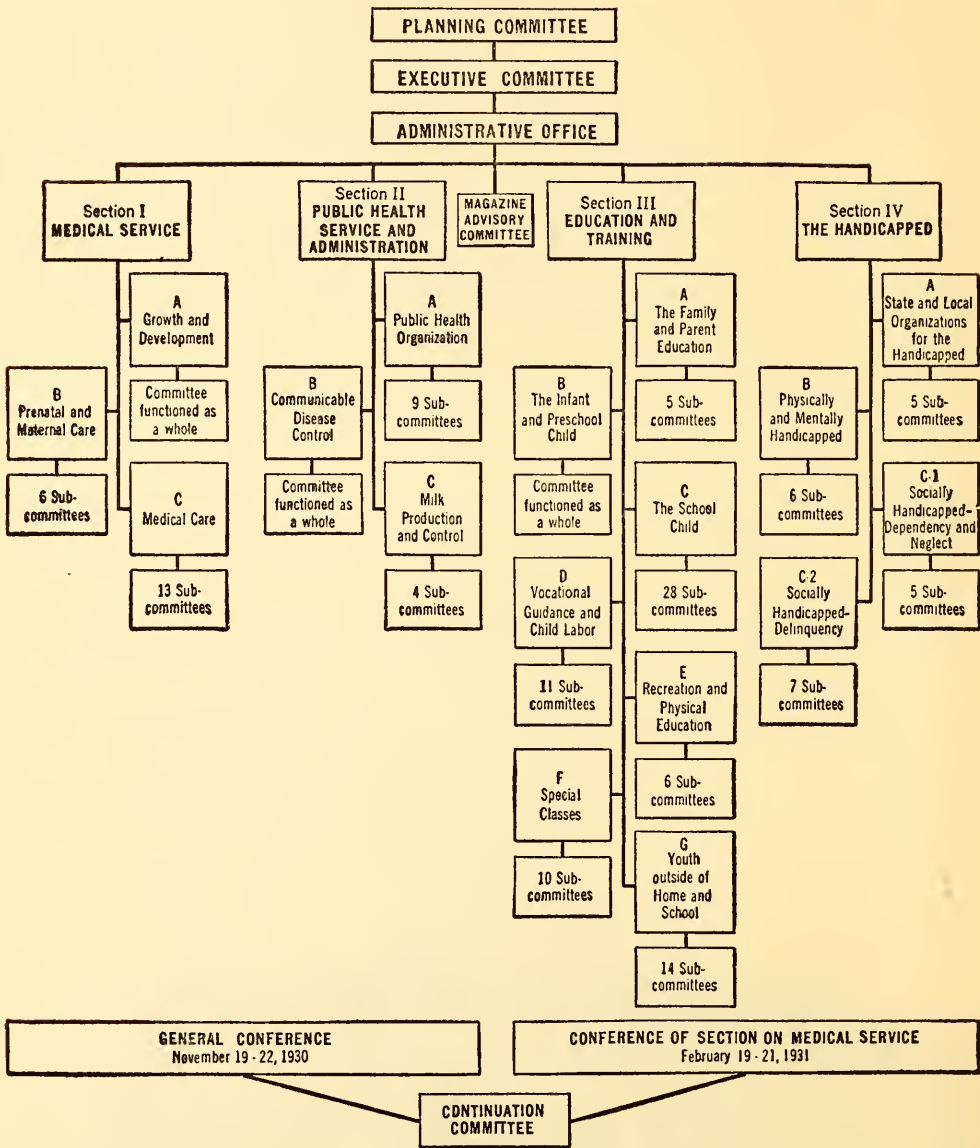 PLANNING COMMITTEE
EXECUTIVE COMMITTEE
ADMINISTRATIVE OFFICE
Section I
MEDICAL SERVICE
A
Growth and
Development
Committee
functioned as
a whole
B
Prenatal and
Maternal Care
6 Sub-
committees
C
Medical Care
13 Sub-
committees
Section II
PUBLIC HEALTH
SERVICE AND
ADMINISTRATION
A
Public Health
Organization
9 Sub-
committees
B
Communicable
Disease
Control
Committee
functioned as
a whole
C
Milk
Production
and Control
4 Sub-
committees
MAGAZINE
ADVISORY
COMMITTEE
Section III
EDUCATION AND
TRAINING
A
The Family
and Parent
Education
5 Sub-
committees
B
The Infant
and Preschool
Child
Committee
functioned as
a whole
C
The School
Child
28 Sub-
committees
D
Vocational
Guidance and
Child Labor
11 Sub-
committees
E
Recreation and
Physical
Education
6 Sub-
committees
F
Special
Classes
10 Sub-
committees
G
Youth
outside of
Home and
School
14 Sub-
committees
Section IV
THE HANDICAPPED
A
State and Local
Organizations
for the
Handicapped
5 Sub-
committees
B
Physically
and Mentally
Handicapped
6 Sub-
committees
C-1
Socially
Handicapped-
Dependency and
Neglect
5 Sub-
committees
C-2
Socially
Handicapped-
Delinquency
7 Sub-
committees
GENERAL CONFERENCE
November 19 - 22, 1930
CONFERENCE OF SECTION ON MEDICAL SERVICE
February 19 - 21, 1931
CONTINUATION
COMMITTEE